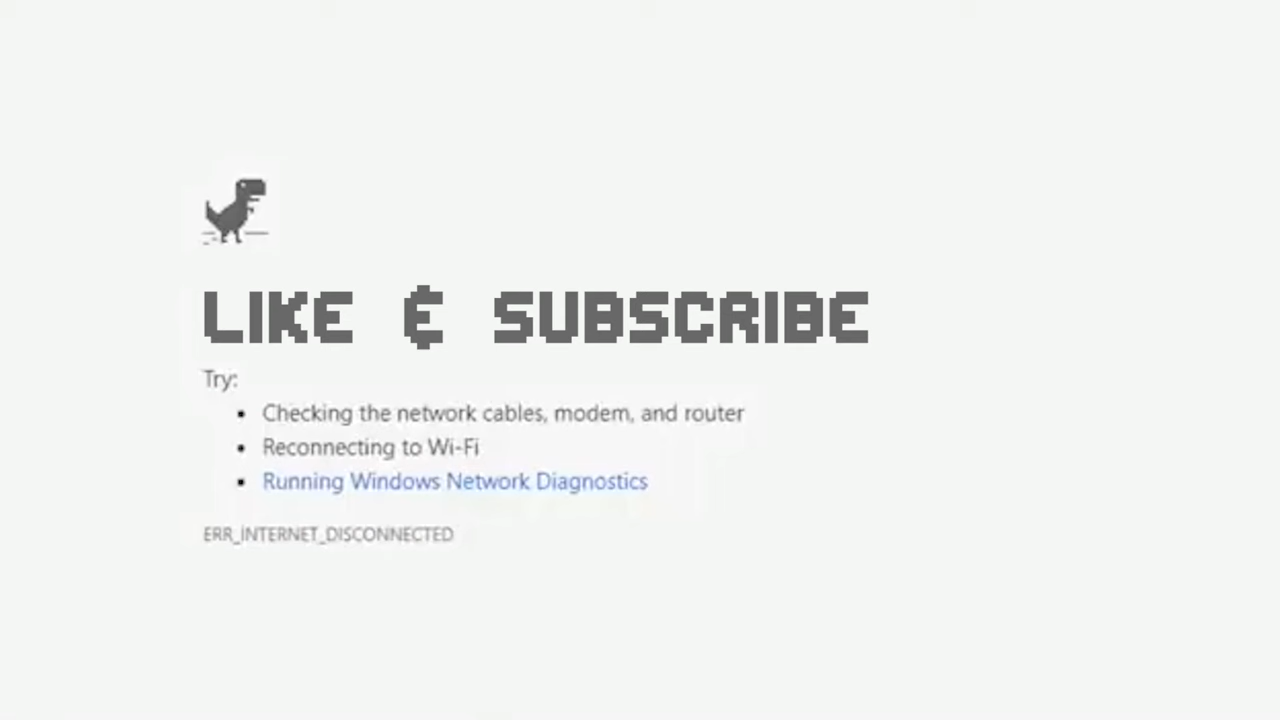 LIKE & SUBSCRIBE
Try:
• Checking the network cables, modem, and router
• Reconnecting to Wi-Fi
• Running Windows Network Diagnostics
ERR_INTERNET_DISCONNECTED